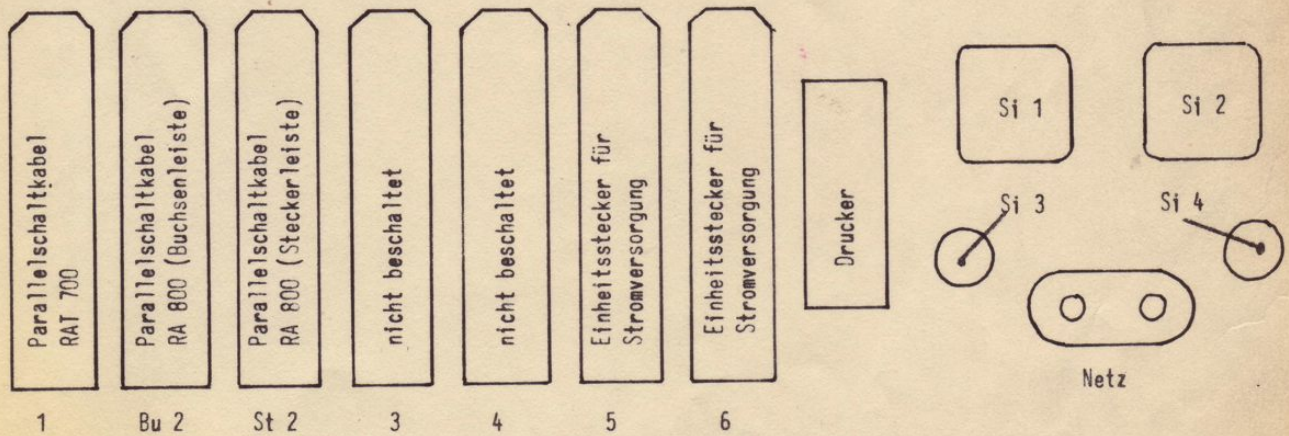 Parallelschaltkabel
RAT 700
Parallelschaltkabel
RA 800 (Buchsenleiste)
Parallelschaltkabel
RA 800 (Steckerleiste)
nicht beschaltet
nicht beschaltet
Einheitsstecker für
Stromversorgung
Einheitsstecker für
Stromversorgung
Drucker
Si 1
Si 2
Si 3
Si 4
Netz
1
Bu 2
St 2
3
4
5
6